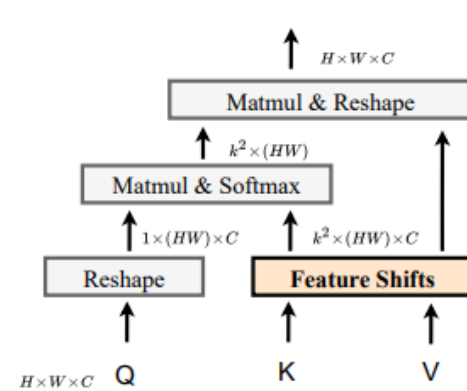 H×W×C
Matmul & Reshape
k²×(HW)
Matmul & Softmax
1×(HW)×C
k²×(HW)×C
Reshape
Feature Shifts
H×W×C Q K V